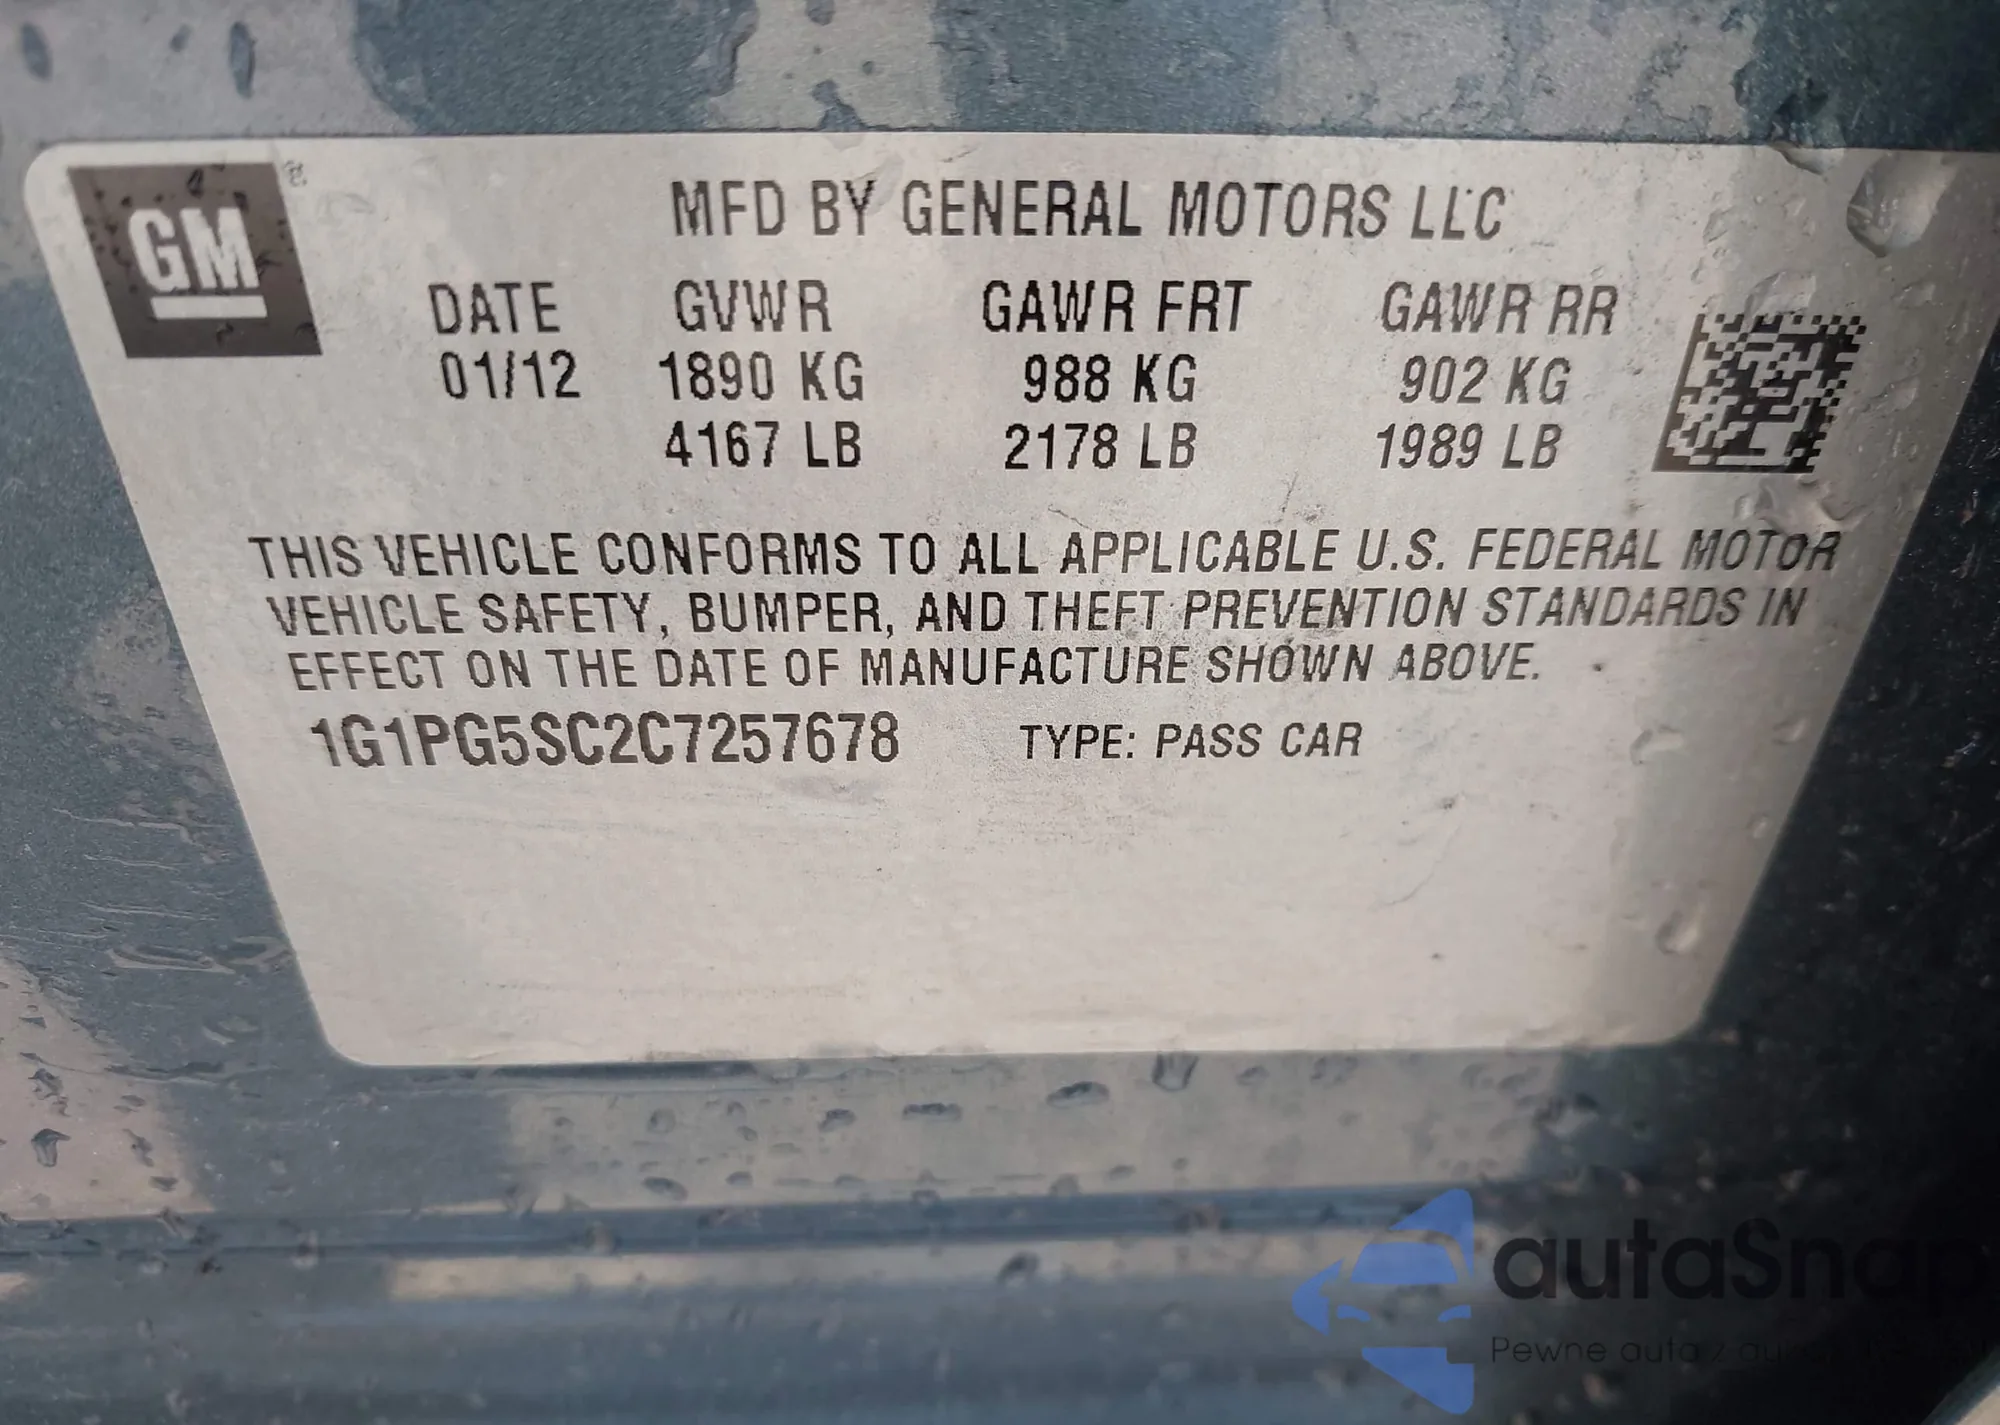 GM ®
MFD BY GENERAL MOTORS LLC
DATE GVWR GAWR FRT GAWR RR
01/12 1890 KG 988 KG 902 KG
4167 LB 2178 LB 1989 LB
THIS VEHICLE CONFORMS TO ALL APPLICABLE U.S. FEDERAL MOTOR
VEHICLE SAFETY, BUMPER, AND THEFT PREVENTION STANDARDS IN
EFFECT ON THE DATE OF MANUFACTURE SHOWN ABOVE.
1G1PG5SC2C7257678 TYPE: PASS CAR
autaSnap
Pewne auta z